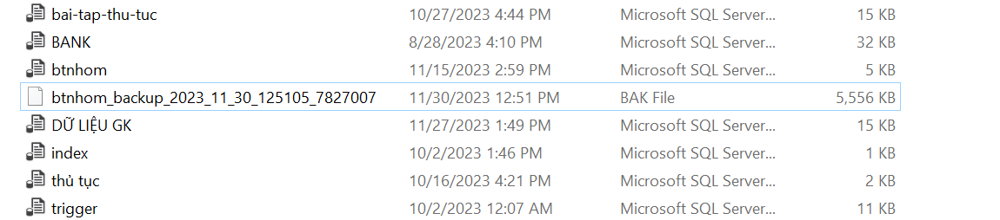 bai-tap-thu-tuc 10/27/2023 4:44 PM Microsoft SQL Server... 15 KB
BANK 8/28/2023 4:10 PM Microsoft SQL Server... 32 KB
btnhom 11/15/2023 2:59 PM Microsoft SQL Server... 5 KB
btnhom_backup_2023_11_30_125105_7827007 11/30/2023 12:51 PM BAK File 5,556 KB
DỮ LIỆU GK 11/27/2023 1:49 PM Microsoft SQL Server... 15 KB
index 10/2/2023 1:46 PM Microsoft SQL Server... 1 KB
thủ tục 10/16/2023 4:21 PM Microsoft SQL Server... 2 KB
trigger 10/2/2023 12:07 AM Microsoft SQL Server... 11 KB